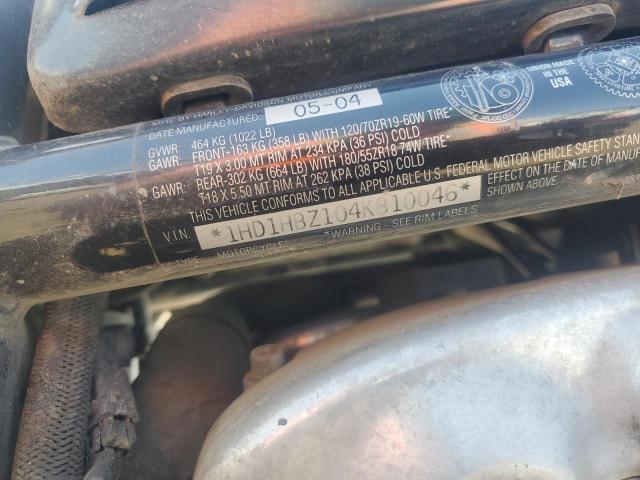 MFG. BY HARLEY-DAVIDSON MOTOR COMPANY
DATE MANUFACTURED: 05-04
GVWR: 464 KG (1022 LB)
GAWR: FRONT-163 KG (358 LB) WITH 120/70ZR19-60W TIRE
T19 X 3.00 MT RIM AT 234 KPA (36 PSI) COLD
GAWR: REAR-302 KG (664 LB) WITH 180/55ZR18-74W TIRE
T18 X 5.50 MT RIM AT 262 KPA (38 PSI) COLD
THIS VEHICLE CONFORMS TO ALL APPLICABLE U.S. FEDERAL MOTOR VEHICLE SAFETY STAN
EFFECT ON THE DATE OF MANUF
SHOWN ABOVE.
V.I.N. *1HD1HBZ104K810046*
TYPE: MOTORCYCLE *WARNING - SEE RIM LABELS
UNION MADE IN
THE
USA